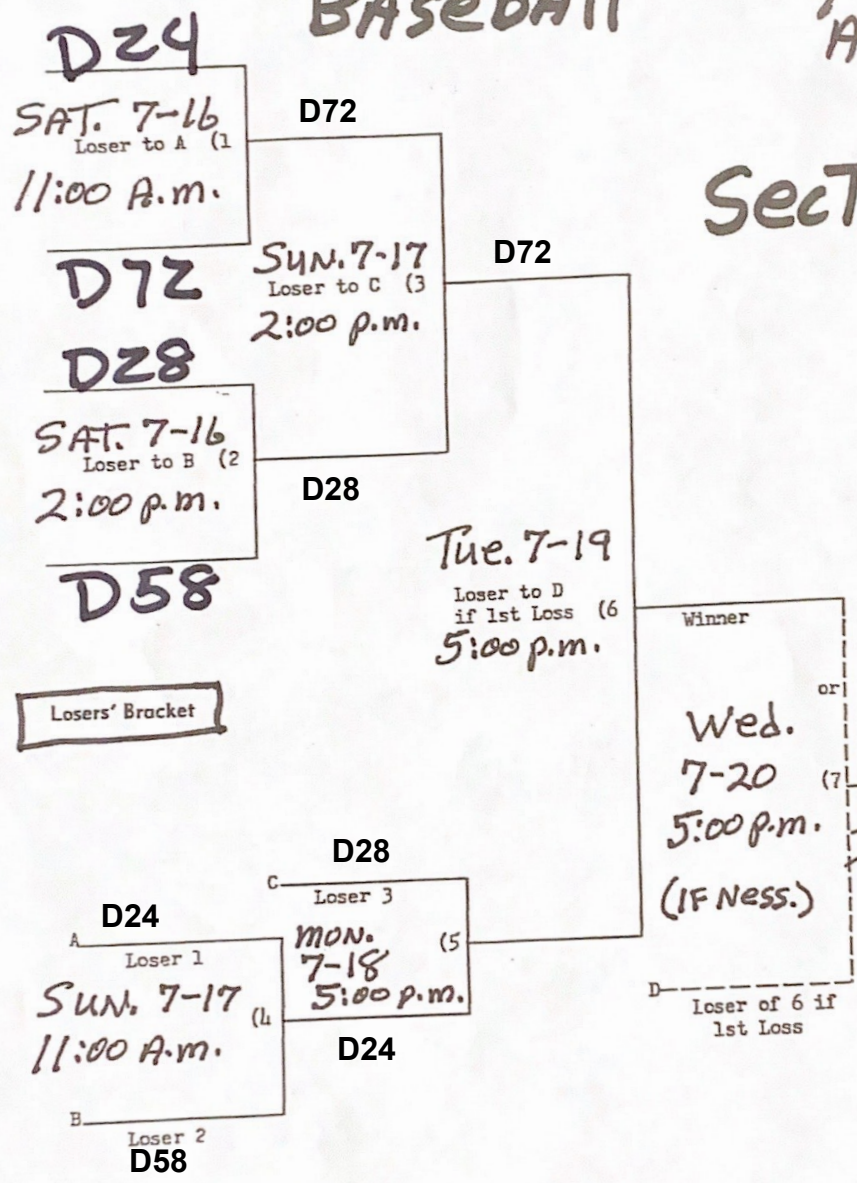 BASEBAll
A
SecT
D24
SAT. 7-16
Loser to A (1
11:00 A.m.
D72
D72
SUN. 7-17
Loser to C (3
2:00 p.m.
D72
D28
SAT. 7-16
Loser to B (2
2:00 p.m.
D58
D28
Tue. 7-19
Loser to D
if 1st Loss (6
5:00 p.m.
Winner
or
Wed.
7-20 (7
5:00 p.m.
(IF Ness.)
D
Loser of 6 if
1st Loss
Losers' Bracket
D28
C
Loser 3
MON. (5
7-18
5:00 p.m.
D24
D24
A
Loser 1
SUN. 7-17
(4
11:00 A.m.
B
Loser 2
D58